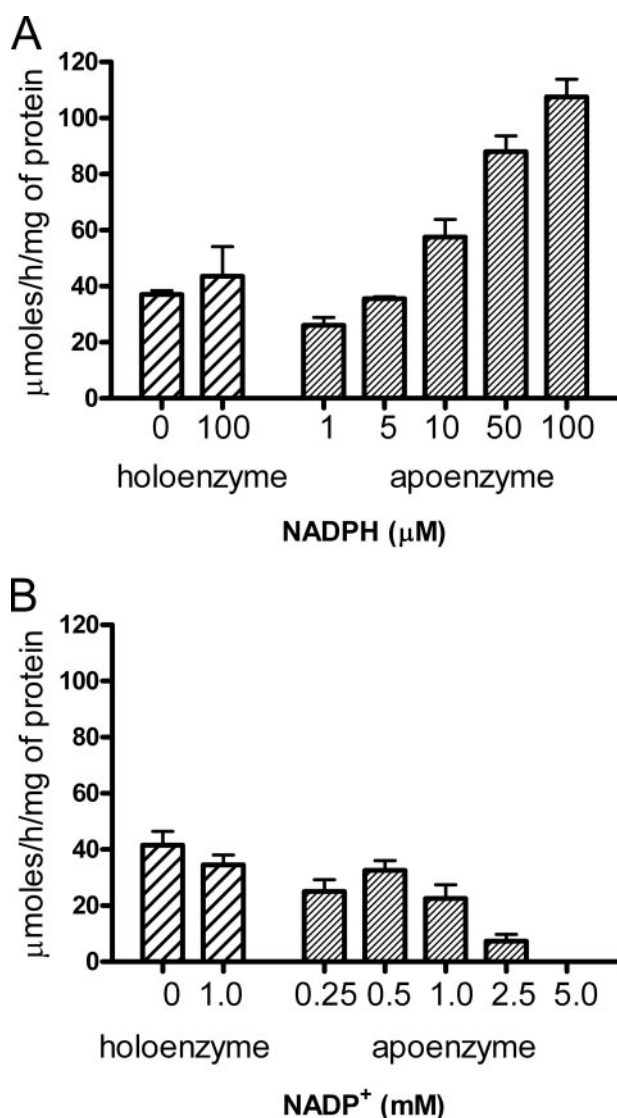 A
μmoles/h/mg of protein
120
100
80
60
40
20
0
0 100 1 5 10 50 100
holoenzyme apoenzyme
NADPH (μM)
B
μmoles/h/mg of protein
120
100
80
60
40
20
0
0 1.0 0.25 0.5 1.0 2.5 5.0
holoenzyme apoenzyme
NADP⁺ (mM)